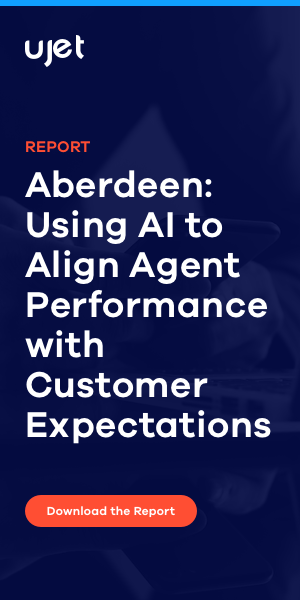 ujet
REPORT
Aberdeen:
Using AI to
Align Agent
Performance
with
Customer
Expectations
Download the Report